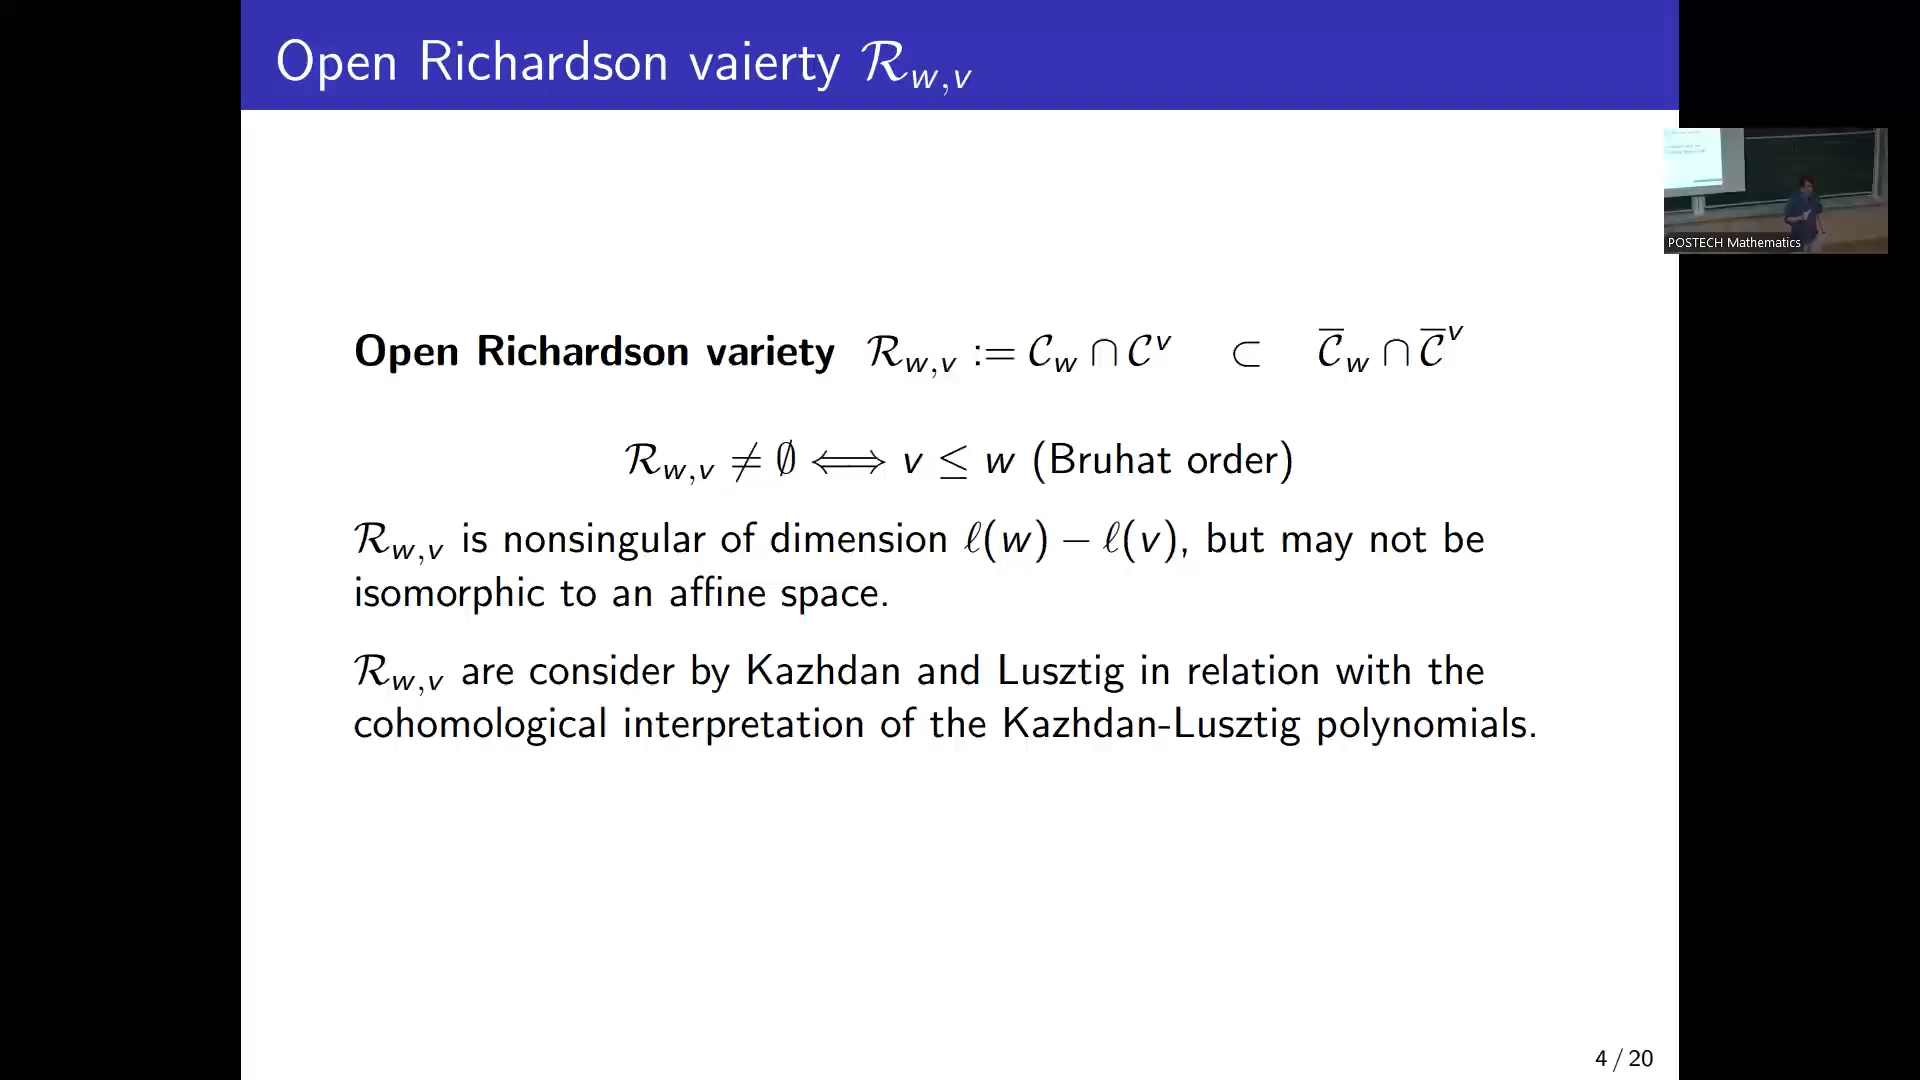 Open Richardson vaierty ℛ_{w,v}
POSTECH Mathematics
Open Richardson variety ℛ_{w,v} := 𝒞_w ∩ 𝒞^v ⊂ \overline{𝒞}_w ∩ \overline{𝒞}^v
ℛ_{w,v} ≠ ∅ ⟺ v ≤ w (Bruhat order)
ℛ_{w,v} is nonsingular of dimension ℓ(w) − ℓ(v), but may not be
isomorphic to an affine space.
ℛ_{w,v} are consider by Kazhdan and Lusztig in relation with the
cohomological interpretation of the Kazhdan-Lusztig polynomials.
4 / 20